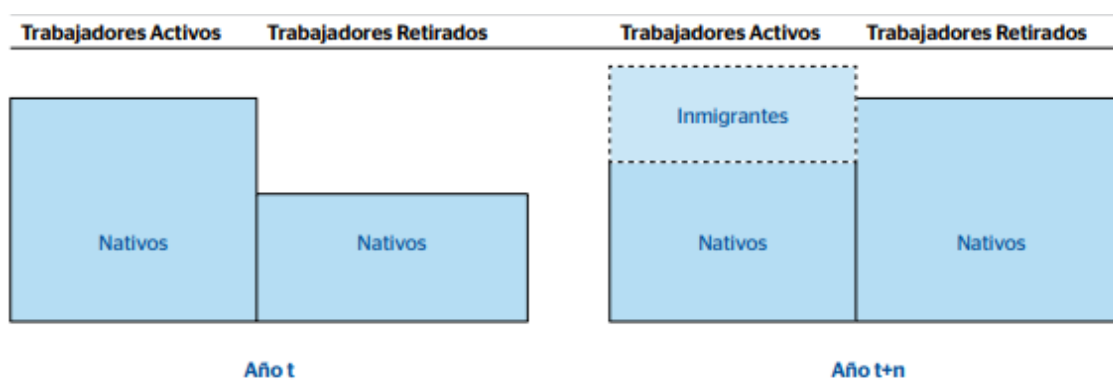 Trabajadores Activos Trabajadores Retirados Trabajadores Activos Trabajadores Retirados
Inmigrantes
Nativos Nativos Nativos Nativos
Año t Año t+n